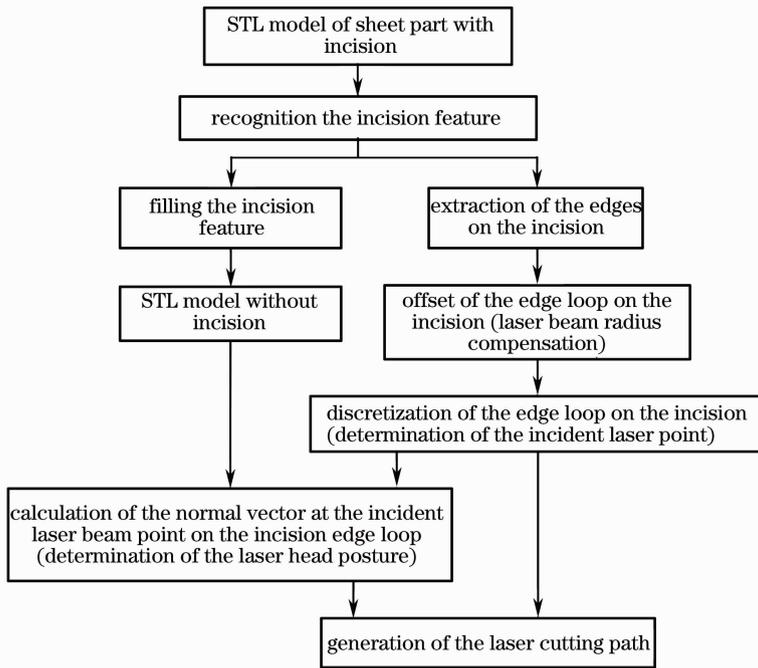 STL model of sheet part with
incision
recognition the incision feature
filling the incision
feature
extraction of the edges
on the incision
STL model without
incision
offset of the edge loop on the
incision (laser beam radius
compensation)
discretization of the edge loop on the incision
(determination of the incident laser point)
calculation of the normal vector at the incident
laser beam point on the incision edge loop
(determination of the laser head posture)
generation of the laser cutting path